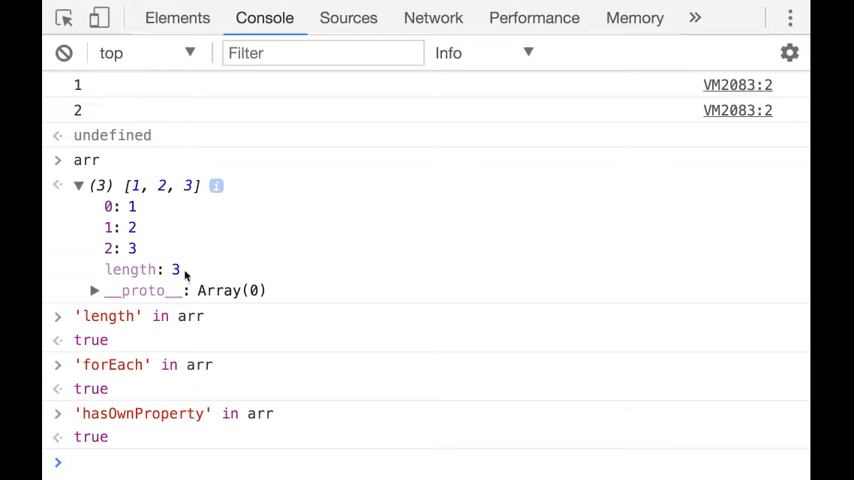 Elements Console Sources Network Performance Memory »
top Filter Info
1 VM2083:2
2 VM2083:2
undefined
> arr
(3) [1, 2, 3] i
0: 1
1: 2
2: 3
length: 3
__proto__: Array(0)
> 'length' in arr
true
> 'forEach' in arr
true
> 'hasOwnProperty' in arr
true
>